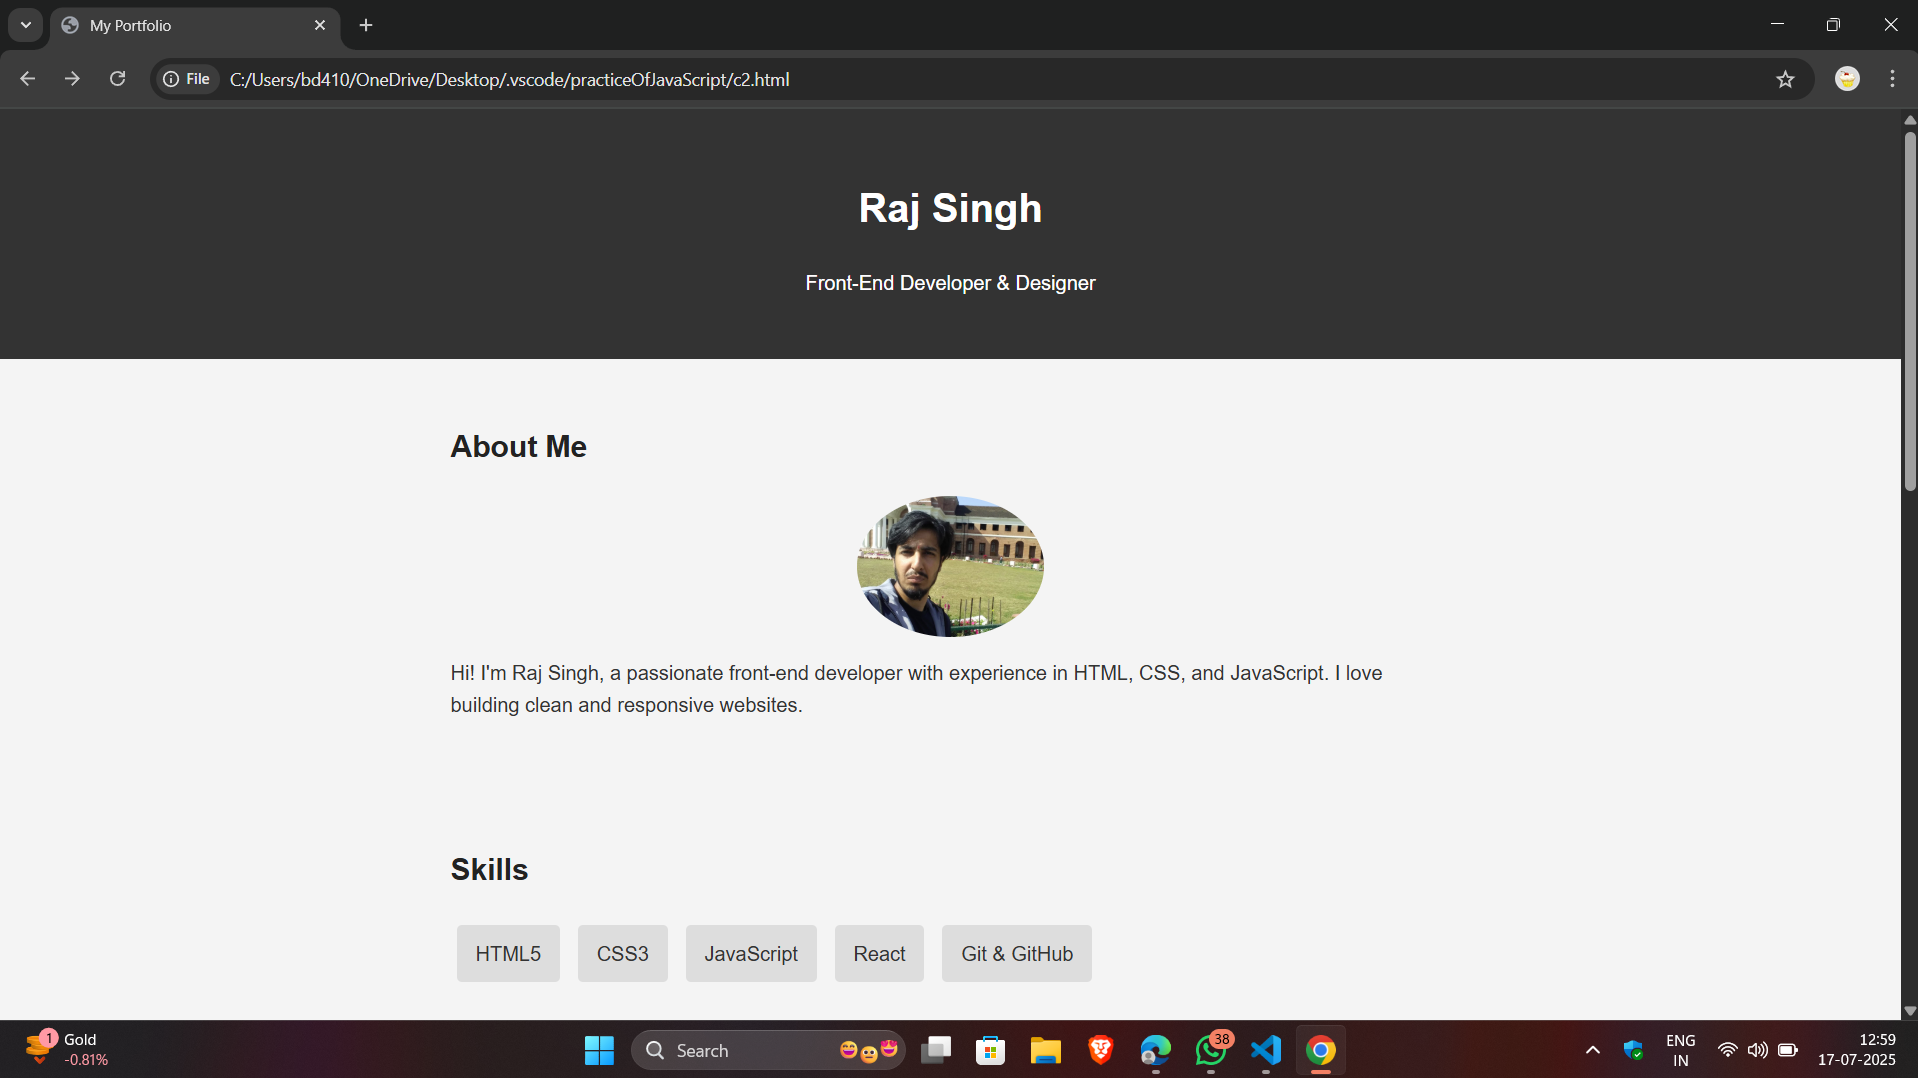 My Portfolio
File
C:/Users/bd410/OneDrive/Desktop/.vscode/practiceOfJavaScript/c2.html
Raj Singh
Front-End Developer & Designer
About Me
Hi! I'm Raj Singh, a passionate front-end developer with experience in HTML, CSS, and JavaScript. I love
building clean and responsive websites.
Skills
HTML5 CSS3 JavaScript React Git & GitHub
1
Gold
-0.81%
Search
38
ENG
IN
12:59
17-07-2025